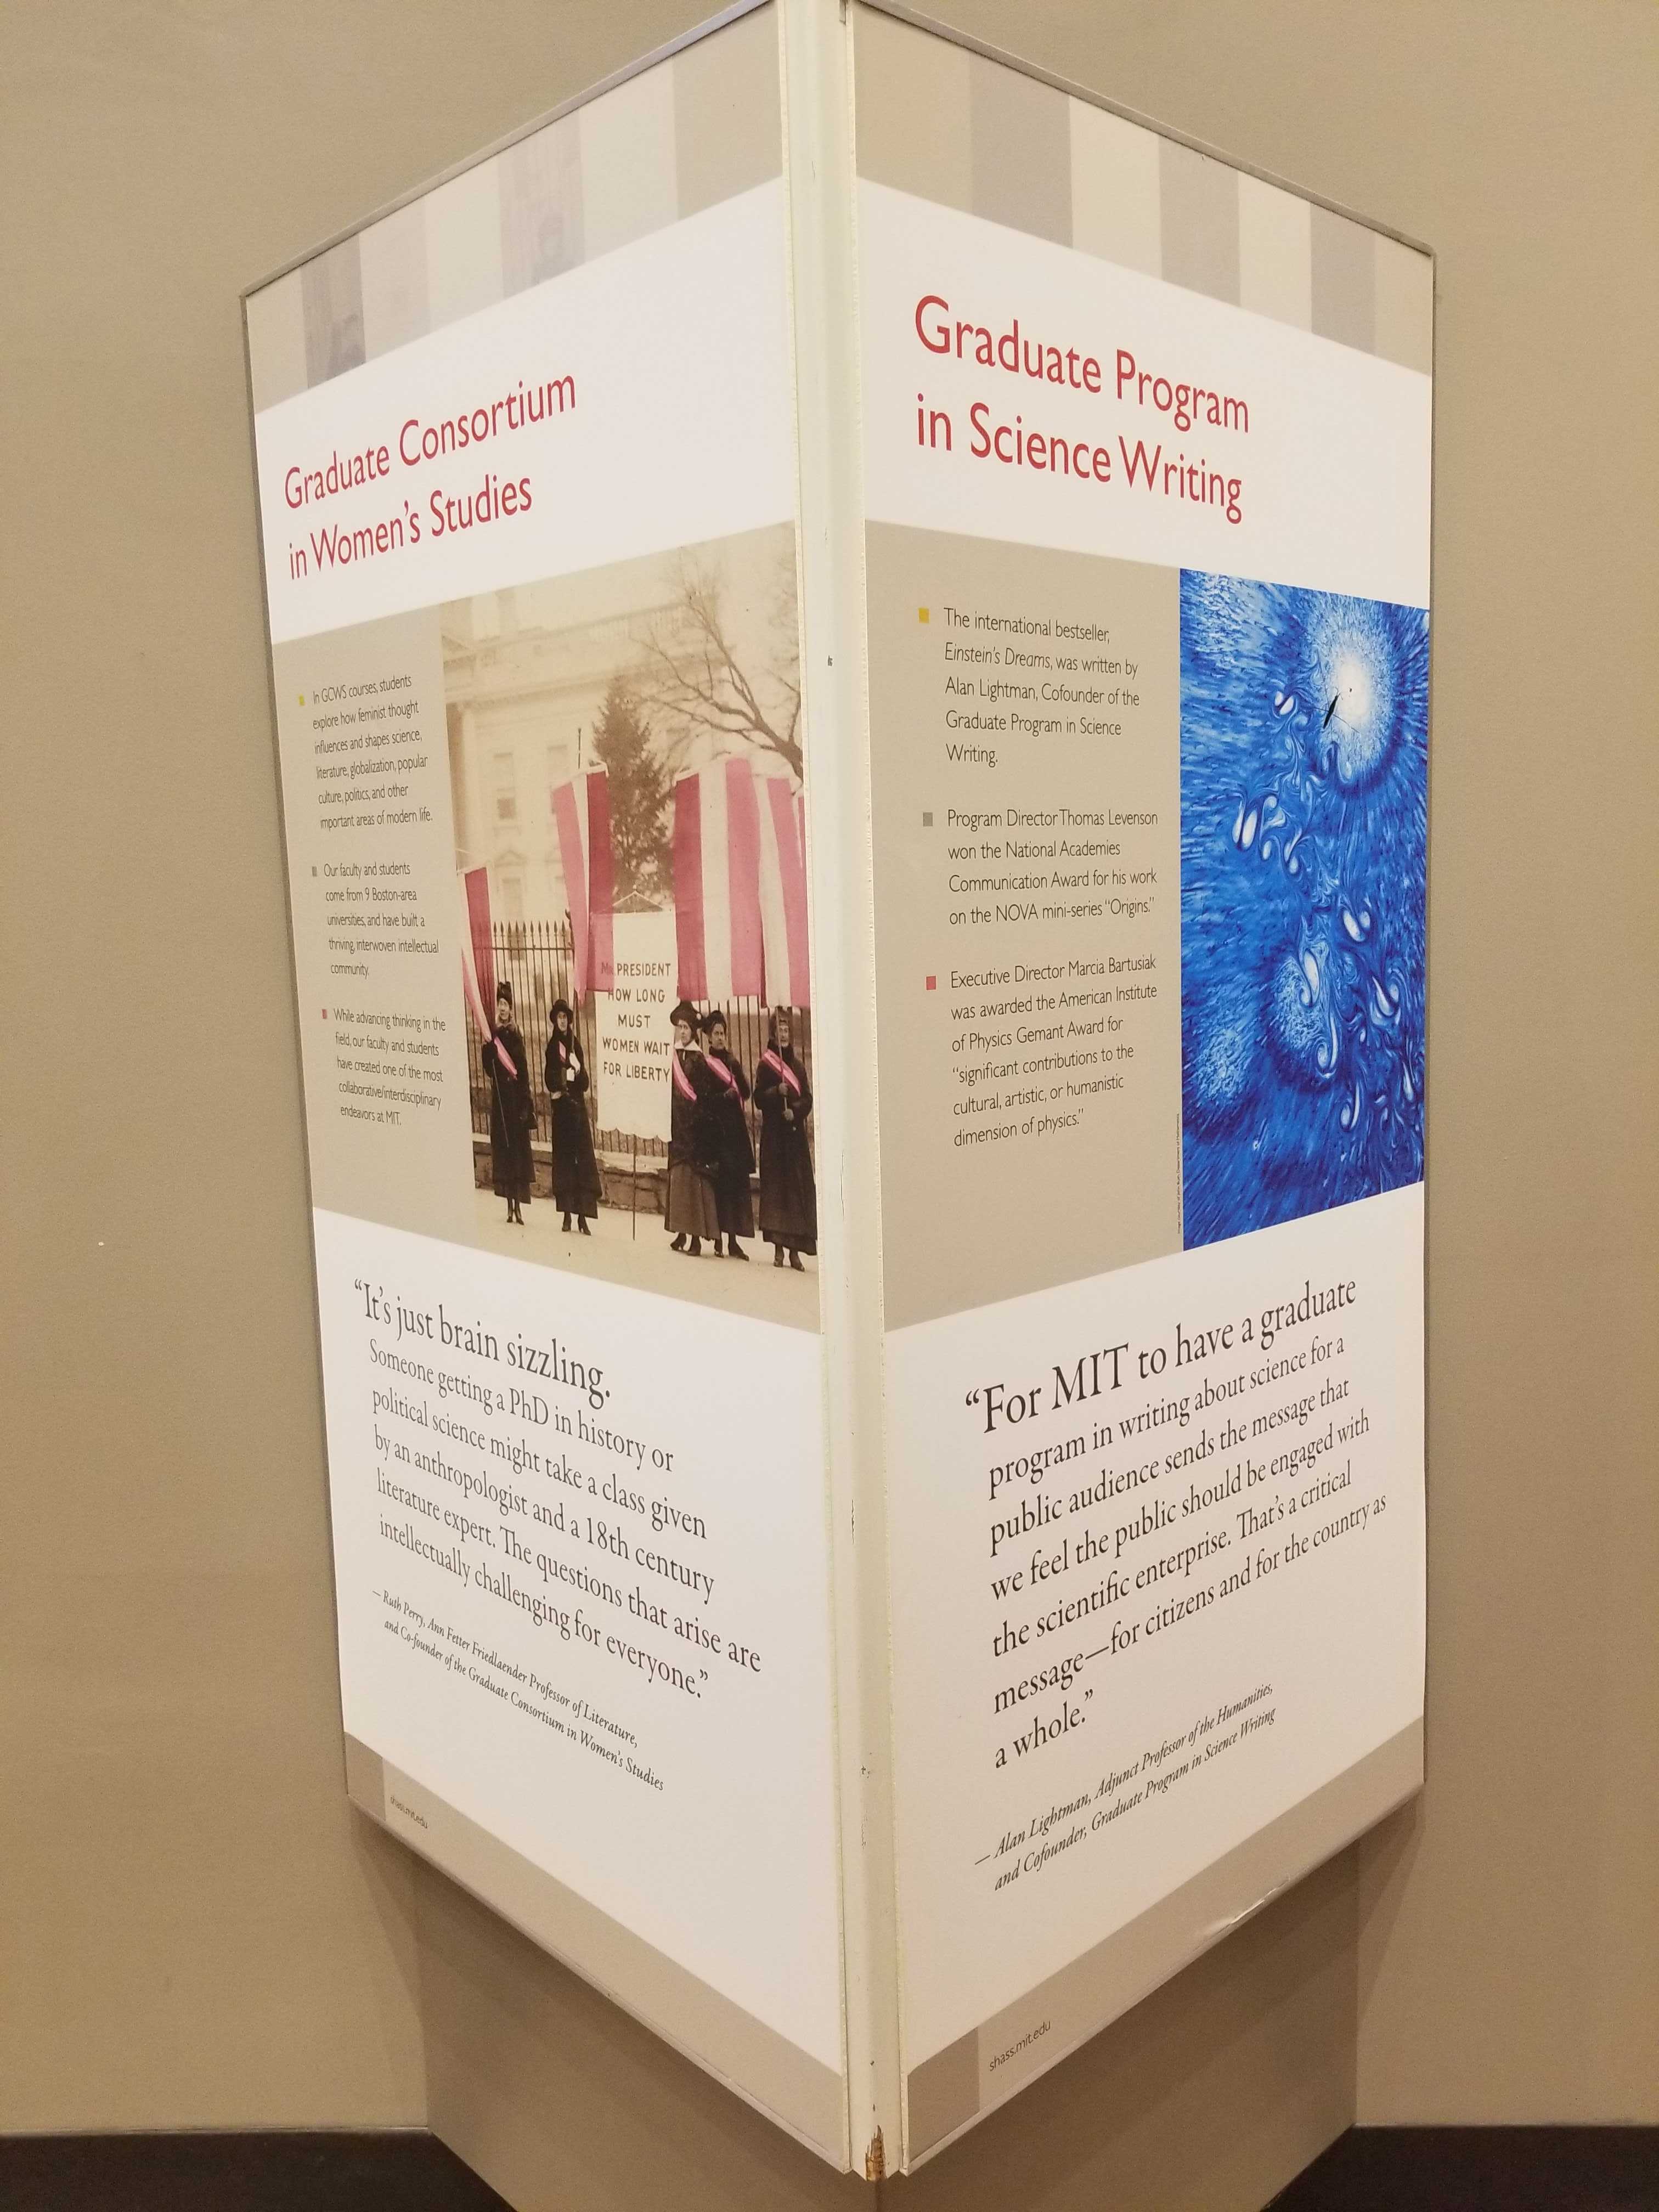 Graduate Consortium
in Women's Studies
In GCWS courses, students
explore how feminist thought
influences and shapes science,
literature, globalization, popular
culture, politics, and other
important areas of modern life.
Our faculty and students
come from 9 Boston-area
universities, and have built a
thriving, interwoven intellectual
community.
While advancing thinking in the
field, our faculty and students
have created one of the most
collaborative/interdisciplinary
endeavors at MIT.
MR. PRESIDENT
HOW LONG
MUST
WOMEN WAIT
FOR LIBERTY
“It's just brain sizzling.
Someone getting a PhD in history or
political science might take a class given
by an anthropologist and a 18th century
literature expert. The questions that arise are
intellectually challenging for everyone.”
— Ruth Perry, Ann Fetter Friedlaender Professor of Literature,
and Co-founder of the Graduate Consortium in Women's Studies
shass.mit.edu
Graduate Program
in Science Writing
The international bestseller,
Einstein's Dreams, was written by
Alan Lightman, Cofounder of the
Graduate Program in Science
Writing.
Program Director Thomas Levenson
won the National Academies
Communication Award for his work
on the NOVA mini-series “Origins.”
Executive Director Marcia Bartusiak
was awarded the American Institute
of Physics Gemant Award for
“significant contributions to the
cultural, artistic, or humanistic
dimension of physics.”
“For MIT to have a graduate
program in writing about science for a
public audience sends the message that
we feel the public should be engaged with
the scientific enterprise. That's a critical
message—for citizens and for the country as
a whole.”
— Alan Lightman, Adjunct Professor of the Humanities,
and Cofounder, Graduate Program in Science Writing
shass.mit.edu